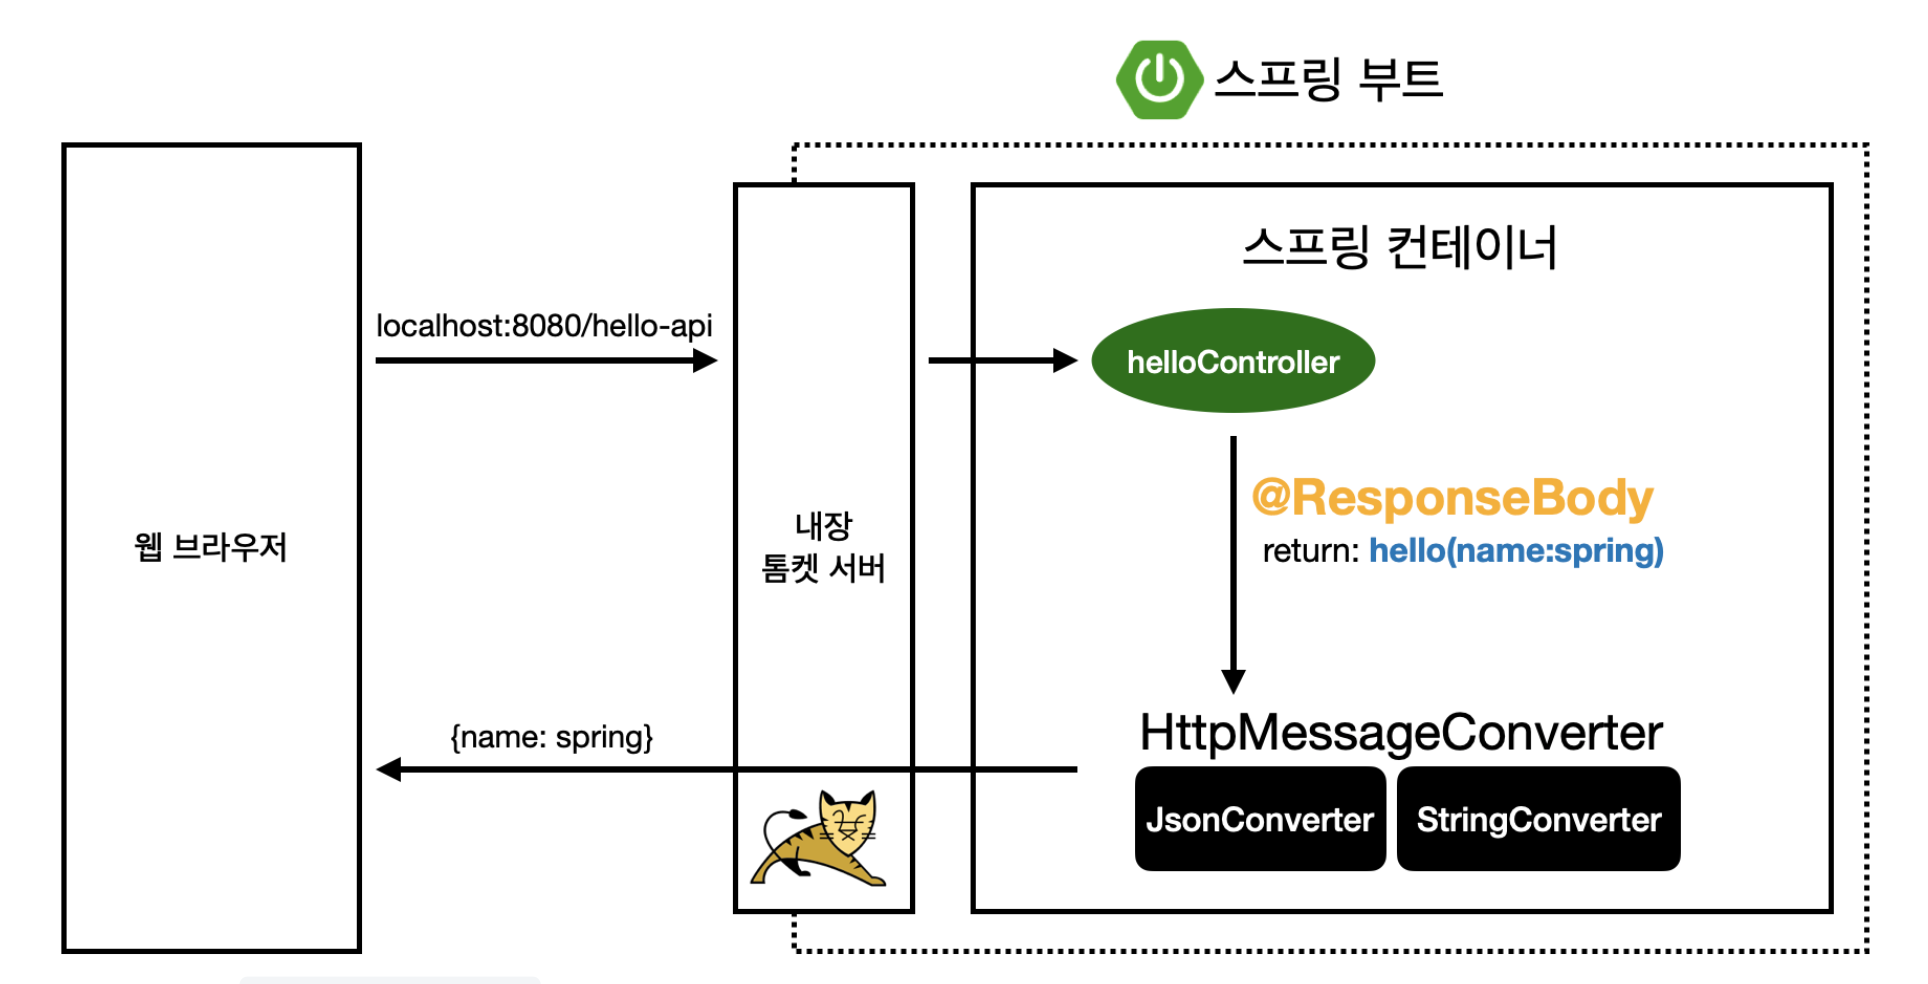 스프링 부트
스프링 컨테이너
localhost:8080/hello-api
helloController
@ResponseBody
return: hello(name:spring)
웹 브라우저
내장
톰켓 서버
{name: spring}
HttpMessageConverter
JsonConverter
StringConverter